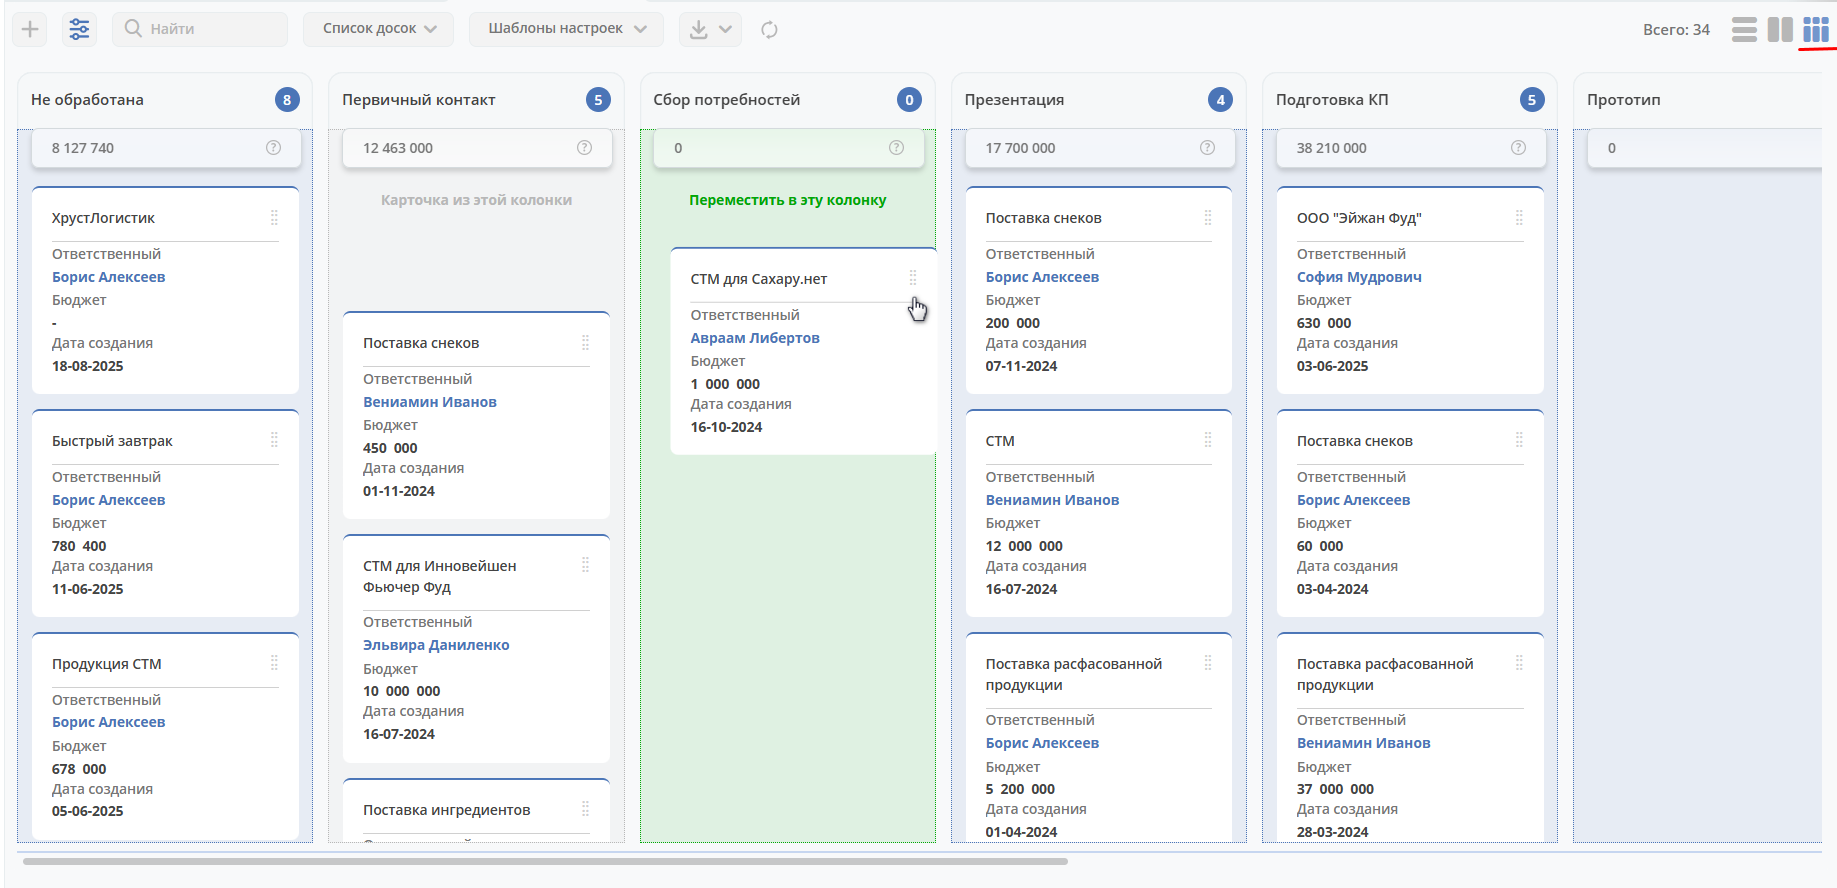 Найти
Список досок
Шаблоны настроек
Всего: 34
Не обработана 8
8 127 740
ХрустЛогистик
Ответственный
Борис Алексеев
Бюджет
-
Дата создания
18-08-2025
Быстрый завтрак
Ответственный
Борис Алексеев
Бюджет
780 400
Дата создания
11-06-2025
Продукция СТМ
Ответственный
Борис Алексеев
Бюджет
678 000
Дата создания
05-06-2025
Первичный контакт 5
12 463 000
Карточка из этой колонки
Поставка снеков
Ответственный
Вениамин Иванов
Бюджет
450 000
Дата создания
01-11-2024
СТМ для Инновейшен
Фьючер Фуд
Ответственный
Эльвира Даниленко
Бюджет
10 000 000
Дата создания
16-07-2024
Поставка ингредиентов
Сбор потребностей 0
0
Переместить в эту колонку
СТМ для Сахару.нет
Ответственный
Авраам Либертов
Бюджет
1 000 000
Дата создания
16-10-2024
Презентация 4
17 700 000
Поставка снеков
Ответственный
Борис Алексеев
Бюджет
200 000
Дата создания
07-11-2024
СТМ
Ответственный
Вениамин Иванов
Бюджет
12 000 000
Дата создания
16-07-2024
Поставка расфасованной
продукции
Ответственный
Борис Алексеев
Бюджет
5 200 000
Дата создания
01-04-2024
Подготовка КП 5
38 210 000
ООО "Эйжан Фуд"
Ответственный
София Мудрович
Бюджет
630 000
Дата создания
03-06-2025
Поставка снеков
Ответственный
Борис Алексеев
Бюджет
60 000
Дата создания
03-04-2024
Поставка расфасованной
продукции
Ответственный
Вениамин Иванов
Бюджет
37 000 000
Дата создания
28-03-2024
Прототип
0